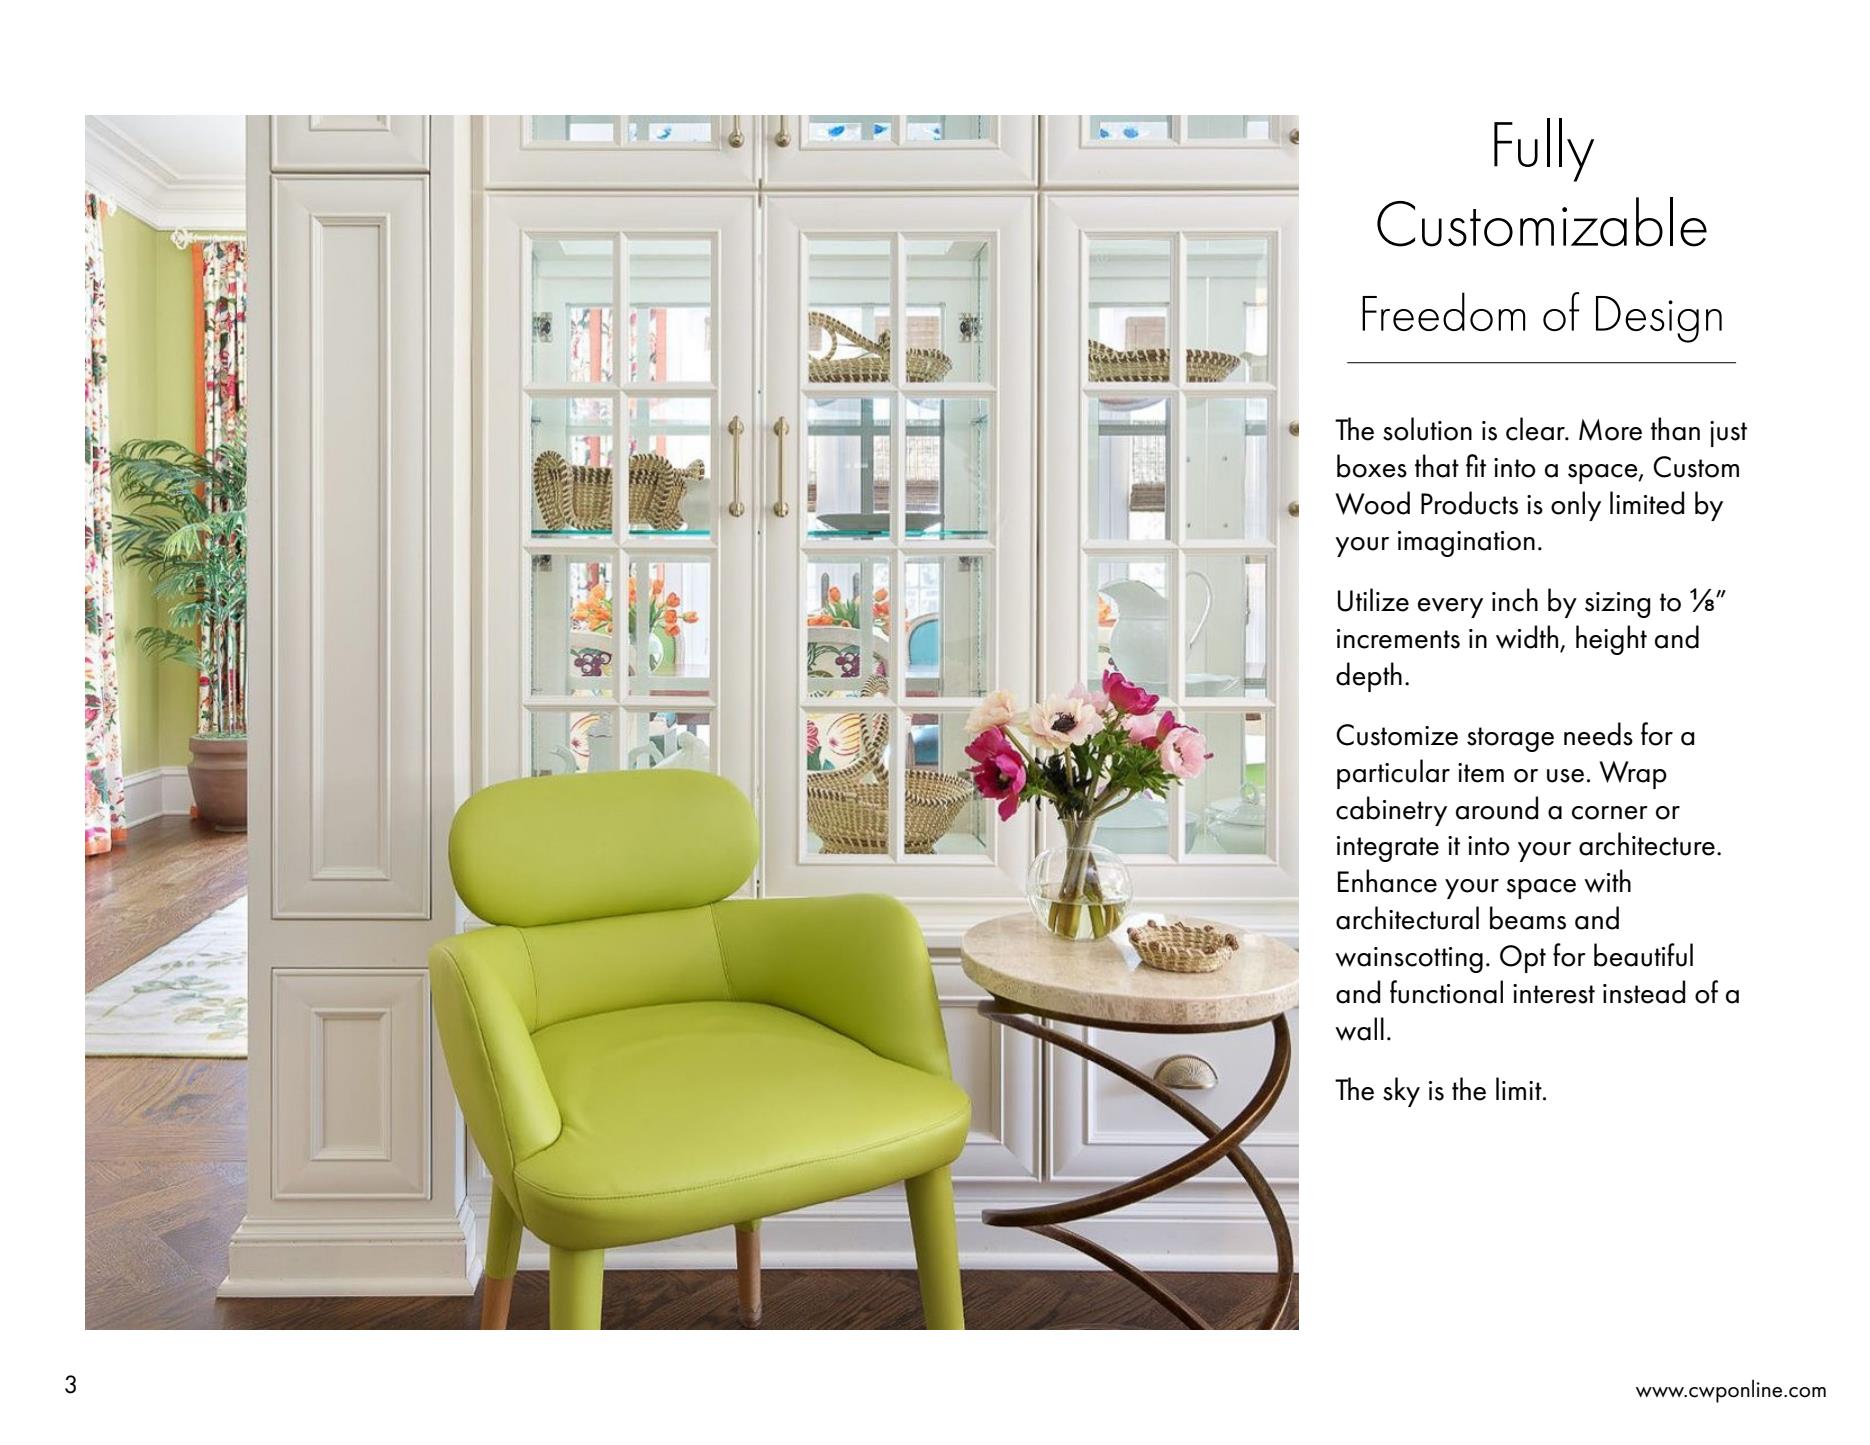 Fully
Customizable
Freedom of Design
The solution is clear. More than just
boxes that fit into a space, Custom
Wood Products is only limited by
your imagination.
Utilize every inch by sizing to ⅛”
increments in width, height and
depth.
Customize storage needs for a
particular item or use. Wrap
cabinetry around a corner or
integrate it into your architecture.
Enhance your space with
architectural beams and
wainscotting. Opt for beautiful
and functional interest instead of a
wall.
The sky is the limit.
3
www.cwponline.com